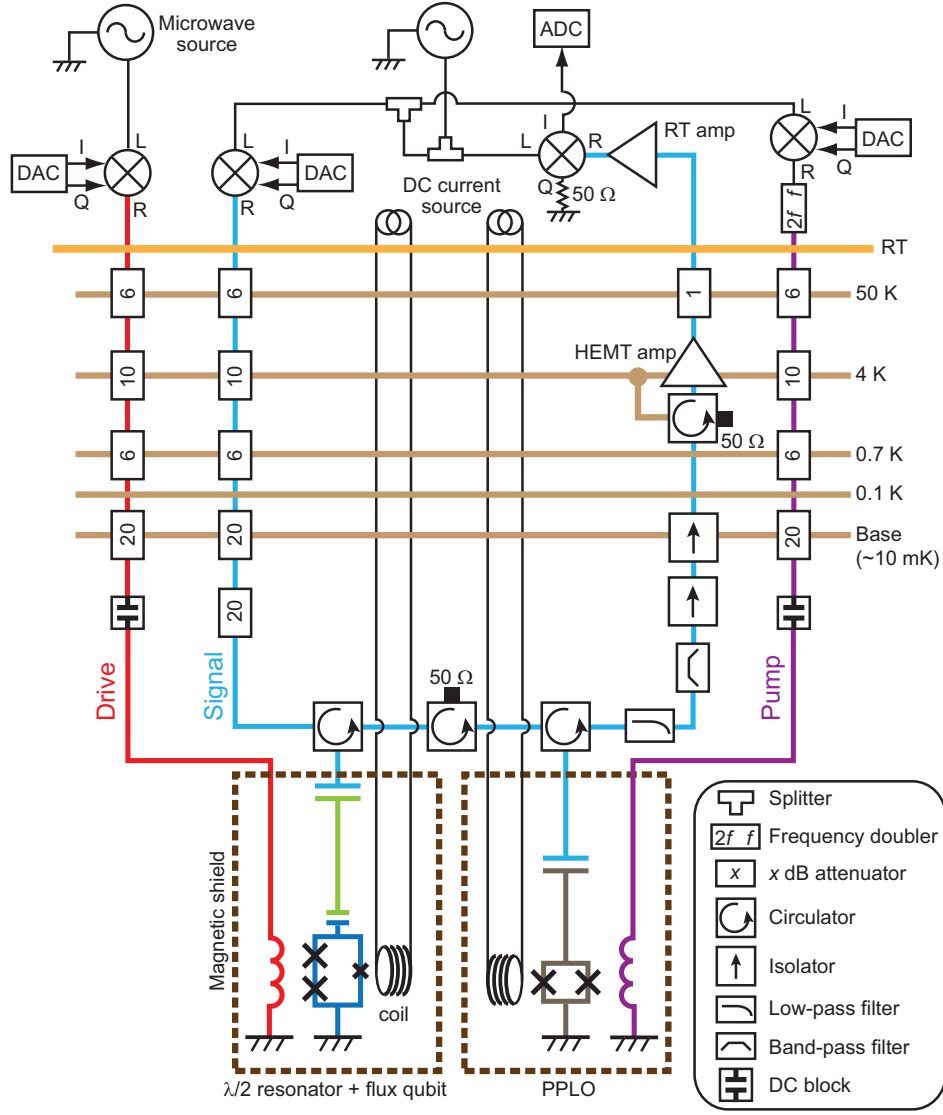 Microwave
source
ADC
L
I
R
RT amp
L
I
DAC
Q
R
L
I
DAC
Q
R
L
I
DAC
Q
R
Q
50 Ω
DC current
source
2f f
RT
6
6
1
6
50 K
HEMT amp
10
10
10
4 K
50 Ω
6
6
6
0.7 K
0.1 K
20
20
20
Base
(~10 mK)
20
Drive
Signal
Pump
50 Ω
Magnetic shield
coil
λ/2 resonator + flux qubit
PPLO
Splitter
2f f
Frequency doubler
x
x dB attenuator
Circulator
Isolator
Low-pass filter
Band-pass filter
DC block